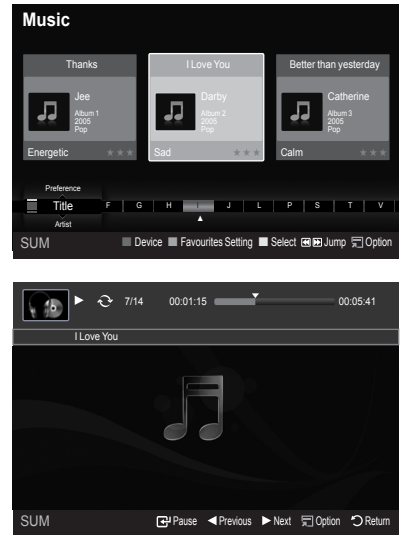 Music
Thanks
I Love You
Better than yesterday
Jee
Album 1
2005
Pop
Darby
Album 2
2005
Pop
Catherine
Album 3
2005
Pop
Energetic
Sad
Calm
Preference
Title F G H I J L P S T V
Artist
SUM Device Favourites Setting Select Jump Option
7/14 00:01:15 00:05:41
I Love You
SUM Pause Previous Next Option Return